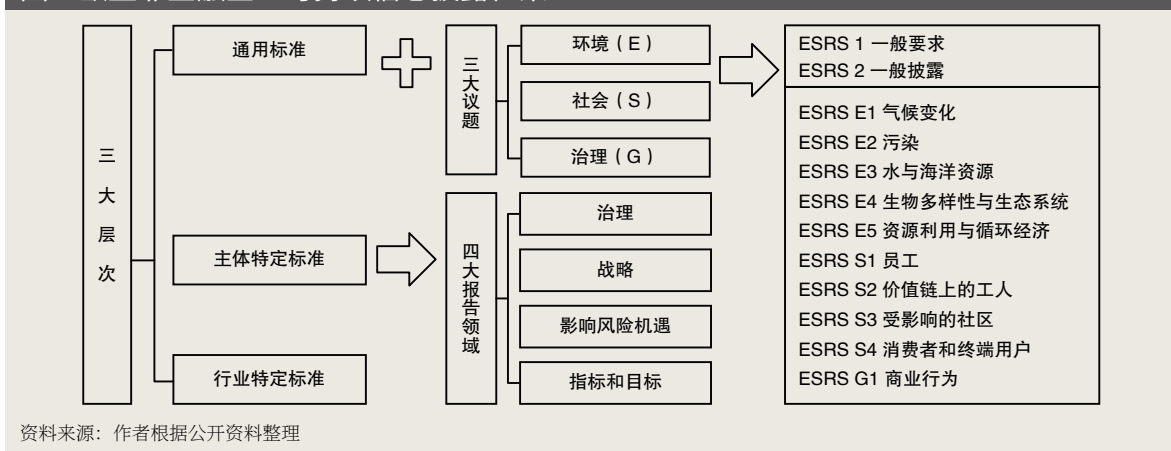 三大层次
通用标准
主体特定标准
行业特定标准
三大议题
环境（E）
社会（S）
治理（G）
四大报告领域
治理
战略
影响风险机遇
指标和目标
ESRS 1 一般要求
ESRS 2 一般披露
ESRS E1 气候变化
ESRS E2 污染
ESRS E3 水与海洋资源
ESRS E4 生物多样性与生态系统
ESRS E5 资源利用与循环经济
ESRS S1 员工
ESRS S2 价值链上的工人
ESRS S3 受影响的社区
ESRS S4 消费者和终端用户
ESRS G1 商业行为
资料来源：作者根据公开资料整理